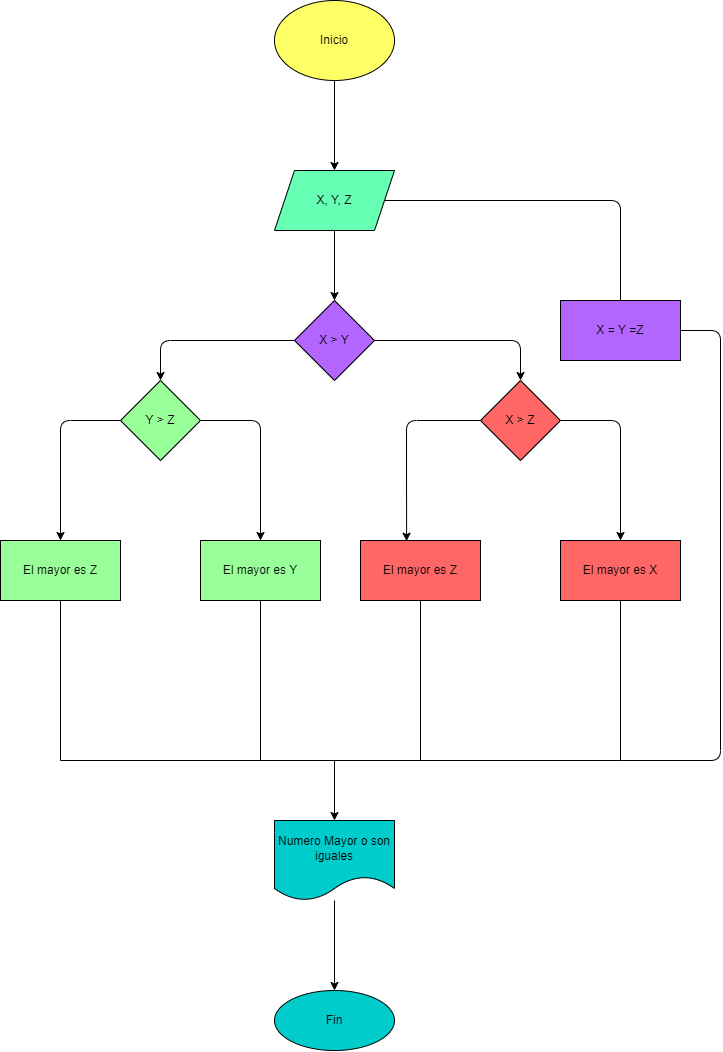 Inicio
X, Y, Z
X > Y
X = Y =Z
Y > Z
X > Z
El mayor es Z
El mayor es Y
El mayor es Z
El mayor es X
Numero Mayor o son
iguales
Fin